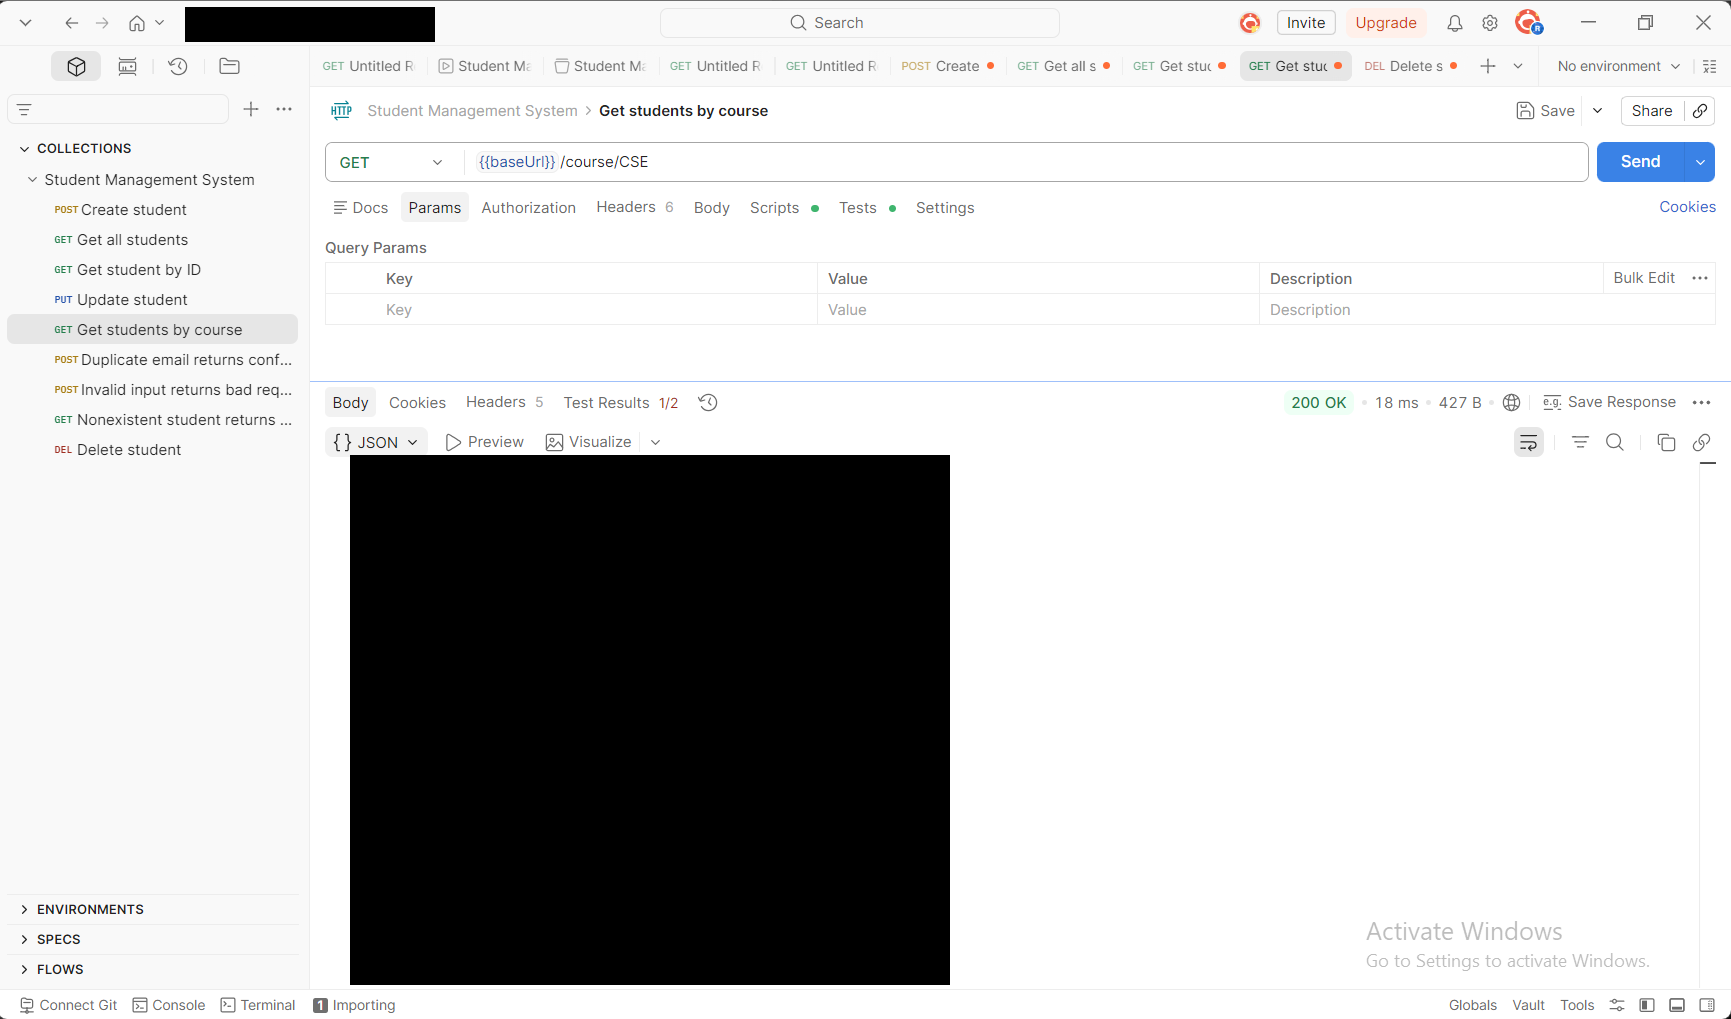 Search
Invite
Upgrade
GET Untitled R
Student Ma
Student Ma
GET Untitled R
GET Untitled R
POST Create
GET Get all s
GET Get stuc
GET Get stuc
DEL Delete s
No environment
COLLECTIONS
Student Management System
POST Create student
GET Get all students
GET Get student by ID
PUT Update student
GET Get students by course
POST Duplicate email returns conf...
POST Invalid input returns bad req...
GET Nonexistent student returns ...
DEL Delete student
ENVIRONMENTS
SPECS
FLOWS
HTTP Student Management System > Get students by course
Save
Share
GET {{baseUrl}} /course/CSE
Send
Docs Params Authorization Headers 6 Body Scripts Tests Settings
Cookies
Query Params
Key Value Description Bulk Edit
Key Value Description
Body Cookies Headers 5 Test Results 1/2
200 OK • 18 ms • 427 B
e.g. Save Response
{ } JSON Preview Visualize
Activate Windows
Go to Settings to activate Windows.
Connect Git Console Terminal 1 Importing
Globals Vault Tools